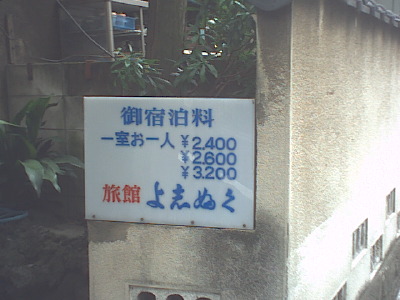 御宿泊料
一室お一人 ¥2,400
¥2,600
¥3,200
旅館 よしぬく